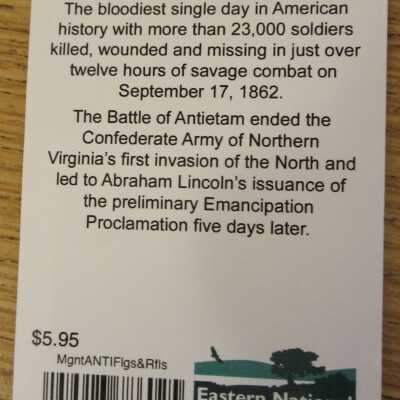 The bloodiest single day in American
history with more than 23,000 soldiers
killed, wounded and missing in just over
twelve hours of savage combat on
September 17, 1862.
The Battle of Antietam ended the
Confederate Army of Northern
Virginia's first invasion of the North and
led to Abraham Lincoln's issuance of
the preliminary Emancipation
Proclamation five days later.
$5.95
MgntANTIFlgs&Rfls
Eastern National